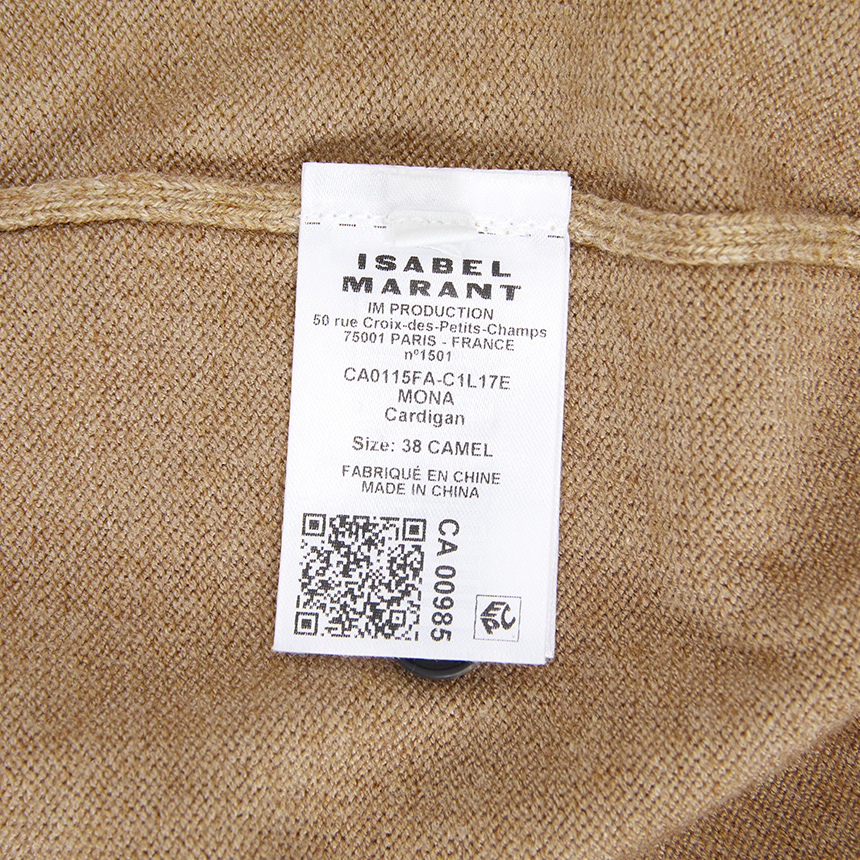 ISABEL
MARANT
IM PRODUCTION
50 rue Croix-des-Petits-Champs
75001 PARIS - FRANCE
nº1501
CA0115FA-C1L17E
MONA
Cardigan
Size: 38 CAMEL
FABRIQUÉ EN CHINE
MADE IN CHINA
CA 00985